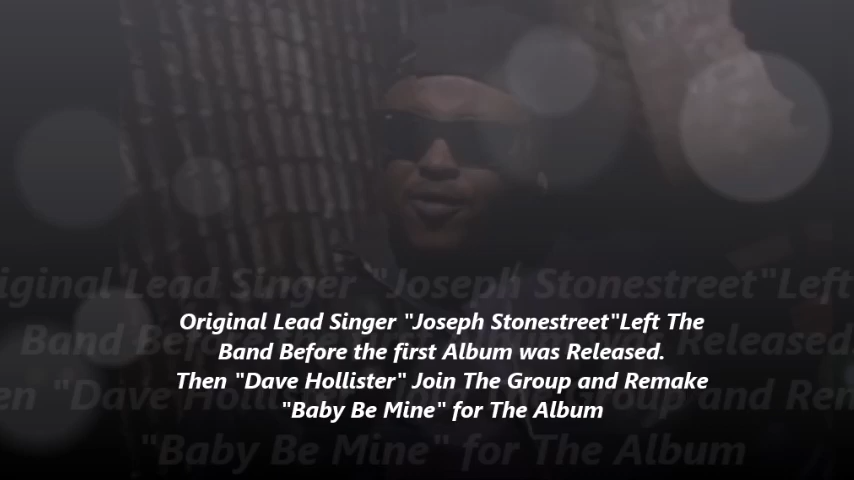 Original Lead Singer "Joseph Stonestreet"Left The
Band Before the first Album was Released.
Then "Dave Hollister" Join The Group and Remake
"Baby Be Mine" for The Album